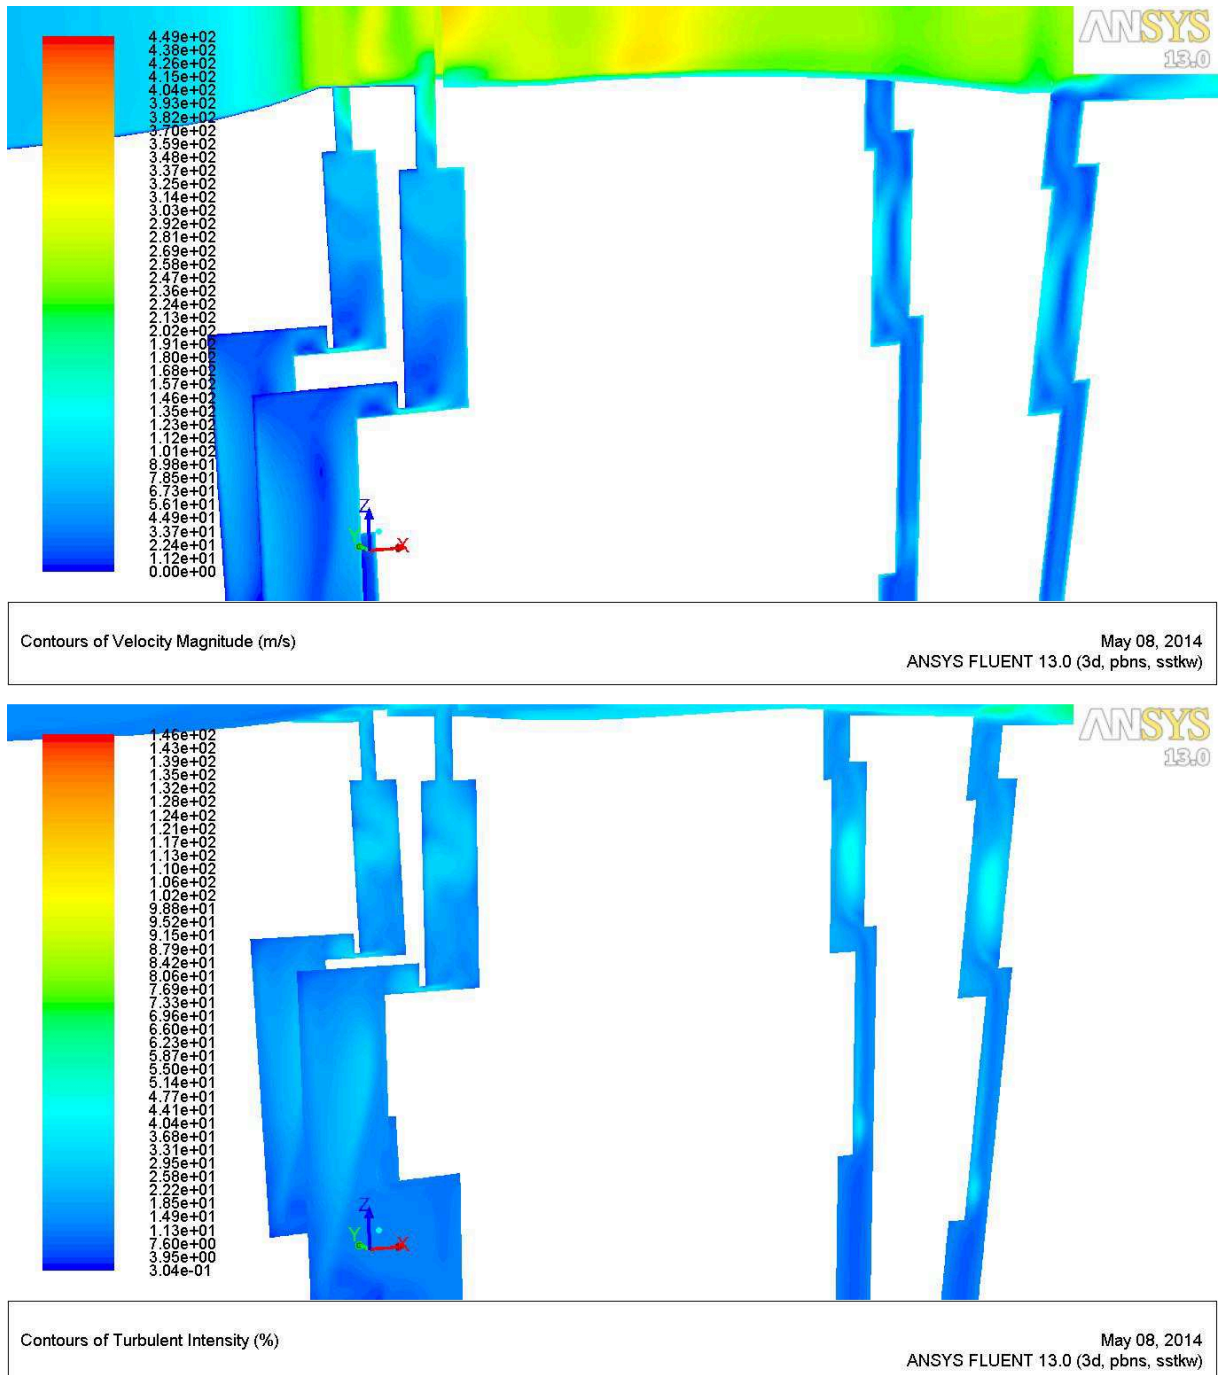 ANSYS
13.0
4.49e+02
4.38e+02
4.26e+02
4.15e+02
4.04e+02
3.93e+02
3.82e+02
3.70e+02
3.59e+02
3.48e+02
3.37e+02
3.25e+02
3.14e+02
3.03e+02
2.92e+02
2.81e+02
2.69e+02
2.58e+02
2.47e+02
2.36e+02
2.24e+02
2.13e+02
2.02e+02
1.91e+02
1.80e+02
1.68e+02
1.57e+02
1.46e+02
1.35e+02
1.23e+02
1.12e+02
1.01e+02
8.98e+01
7.85e+01
6.73e+01
5.61e+01
4.49e+01
3.37e+01
2.24e+01
1.12e+01
0.00e+00
Z
Y
X
Contours of Velocity Magnitude (m/s)
May 08, 2014
ANSYS FLUENT 13.0 (3d, pbns, sstkw)
ANSYS
13.0
1.46e+02
1.43e+02
1.39e+02
1.35e+02
1.32e+02
1.28e+02
1.24e+02
1.21e+02
1.17e+02
1.13e+02
1.10e+02
1.06e+02
1.02e+02
9.88e+01
9.52e+01
9.15e+01
8.79e+01
8.42e+01
8.06e+01
7.69e+01
7.33e+01
6.96e+01
6.60e+01
6.23e+01
5.87e+01
5.50e+01
5.14e+01
4.77e+01
4.41e+01
4.04e+01
3.68e+01
3.31e+01
2.95e+01
2.58e+01
2.22e+01
1.85e+01
1.49e+01
1.13e+01
7.60e+00
3.95e+00
3.04e-01
Z
Y
X
Contours of Turbulent Intensity (%)
May 08, 2014
ANSYS FLUENT 13.0 (3d, pbns, sstkw)